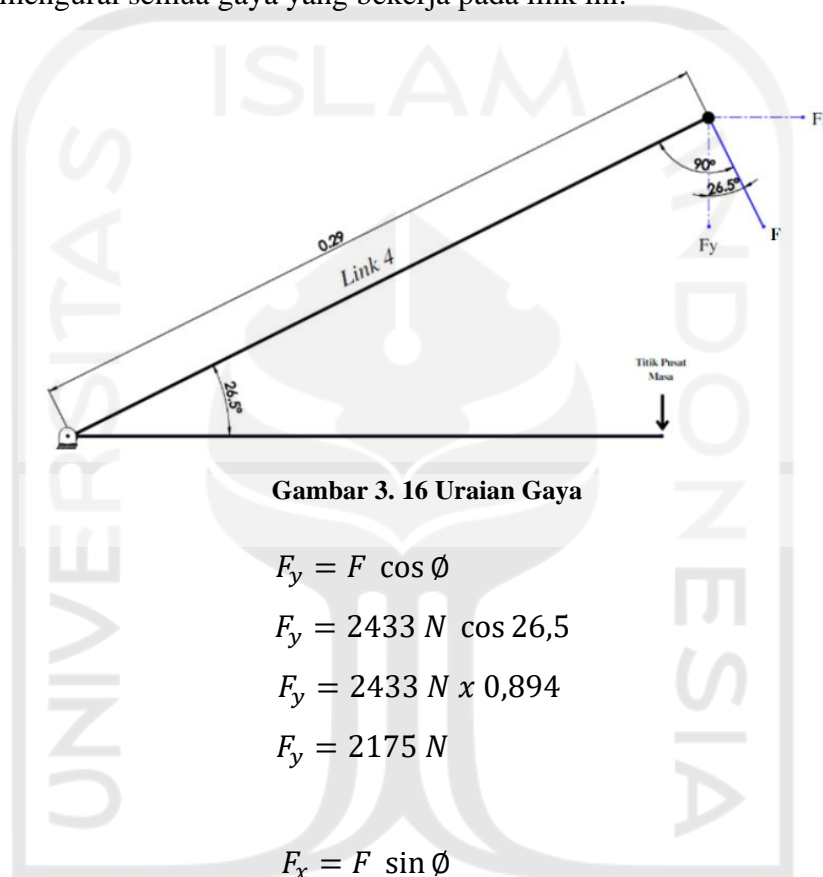 mengurai semua gaya yang bekerja pada link ini.
ISLAM
UNIVERSITAS
INDONESIA
F
90°
26.5°
Fy
F
0.29
Link 4
26.5°
Titik Pusat
Masa
Gambar 3. 16 Uraian Gaya
F_y = F cos ∅
F_y = 2433 N cos 26,5
F_y = 2433 N x 0,894
F_y = 2175 N
F_x = F sin ∅